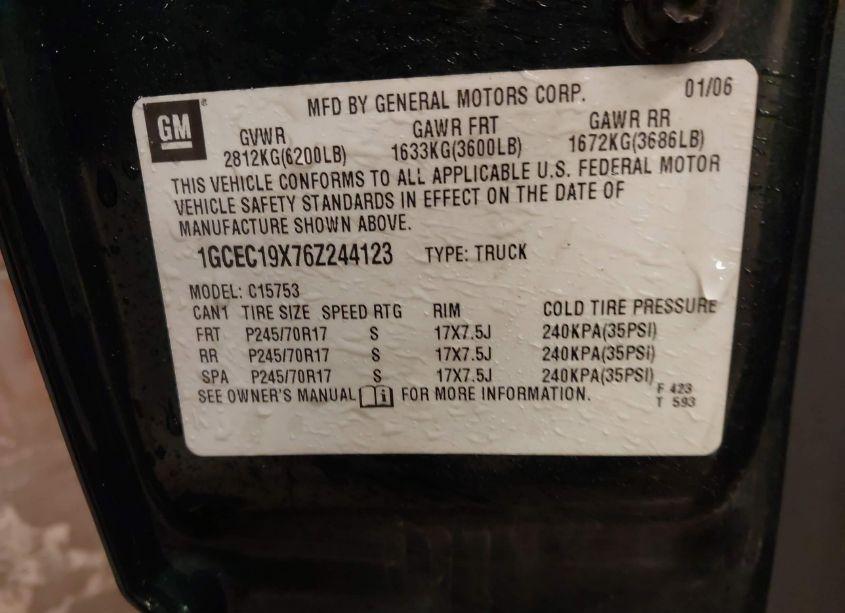 GM ®
MFD BY GENERAL MOTORS CORP. 01/06
GVWR GAWR FRT GAWR RR
2812KG(6200LB) 1633KG(3600LB) 1672KG(3686LB)
THIS VEHICLE CONFORMS TO ALL APPLICABLE U.S. FEDERAL MOTOR
VEHICLE SAFETY STANDARDS IN EFFECT ON THE DATE OF
MANUFACTURE SHOWN ABOVE.
1GCEC19X76Z244123 TYPE: TRUCK
MODEL: C15753
CAN1 TIRE SIZE SPEED RTG RIM COLD TIRE PRESSURE
FRT P245/70R17 S 17X7.5J 240KPA(35PSI)
RR P245/70R17 S 17X7.5J 240KPA(35PSI)
SPA P245/70R17 S 17X7.5J 240KPA(35PSI)
SEE OWNER'S MANUAL i FOR MORE INFORMATION.
F 423
T 593